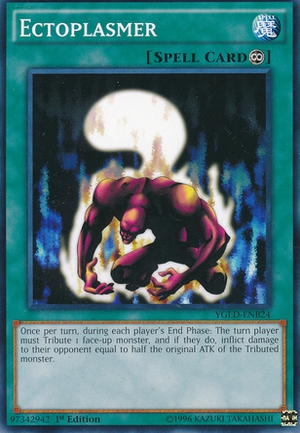 ECTOPLASMER
魔
[SPELL CARD]
YGLD-ENB24
Once per turn, during each player's End Phase: The turn player
must Tribute 1 face-up monster, and if they do, inflict damage
to their opponent equal to half the original ATK of the Tributed
monster.
97342942
1st Edition
©1996 KAZUKI TAKAHASHI